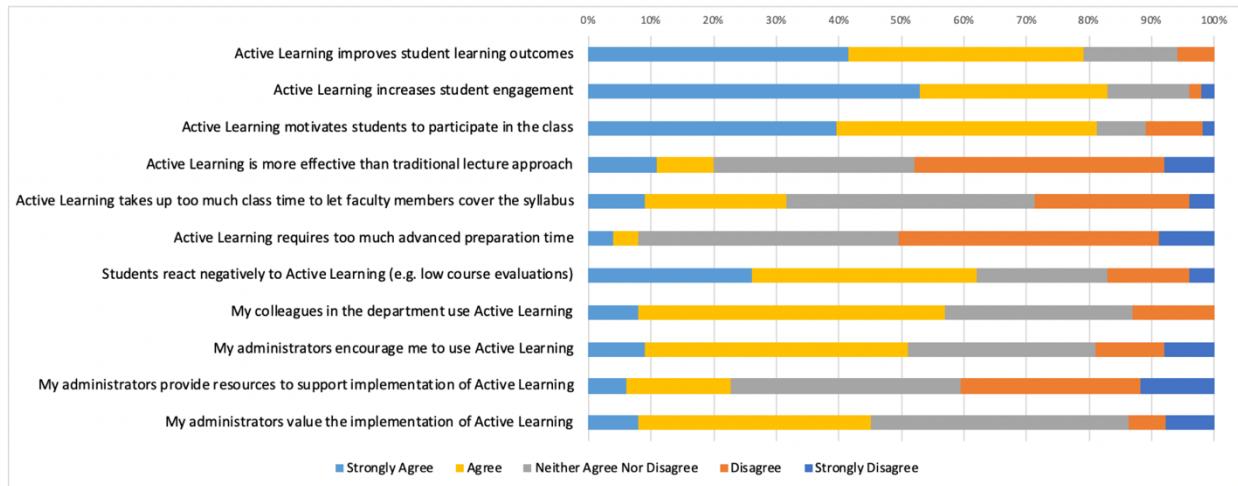 0% 10% 20% 30% 40% 50% 60% 70% 80% 90% 100%
Active Learning improves student learning outcomes
Active Learning increases student engagement
Active Learning motivates students to participate in the class
Active Learning is more effective than traditional lecture approach
Active Learning takes up too much class time to let faculty members cover the syllabus
Active Learning requires too much advanced preparation time
Students react negatively to Active Learning (e.g. low course evaluations)
My colleagues in the department use Active Learning
My administrators encourage me to use Active Learning
My administrators provide resources to support implementation of Active Learning
My administrators value the implementation of Active Learning
Strongly Agree Agree Neither Agree Nor Disagree Disagree Strongly Disagree